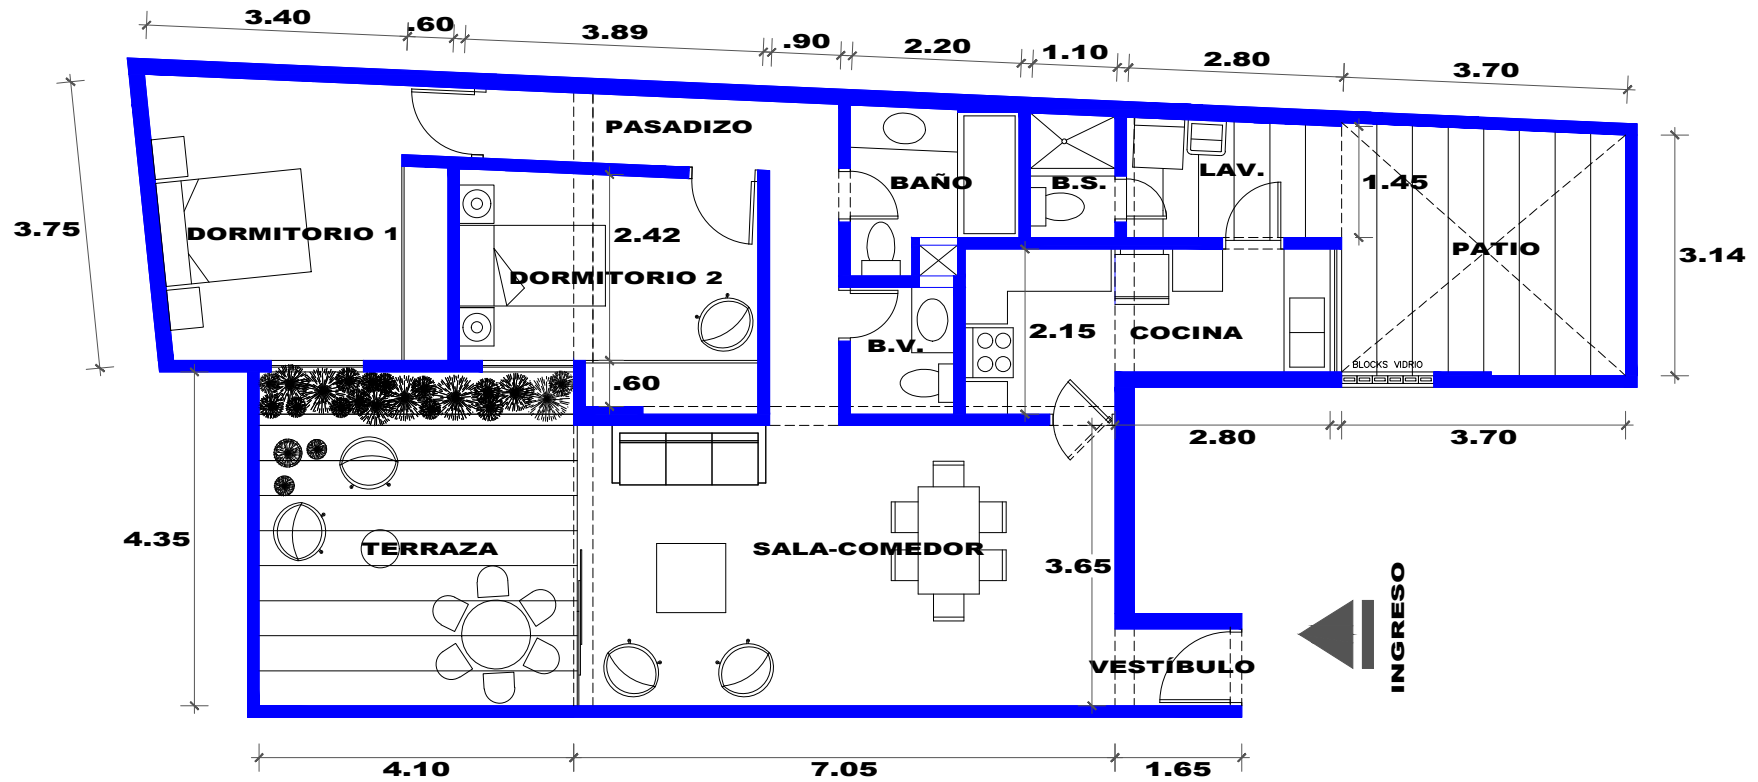 3.40 .60 3.89 .90 2.20 1.10 2.80 3.70
PASADIZO
3.75
DORMITORIO 1
2.42
DORMITORIO 2
BAÑO
B.S.
LAV.
1.45
PATIO
3.14
2.15
COCINA
B.V.
BLOCKS VIDRIO
.60
2.80
3.70
4.35
TERRAZA
SALA-COMEDOR
3.65
INGRESO
VESTÍBULO
4.10 7.05 1.65